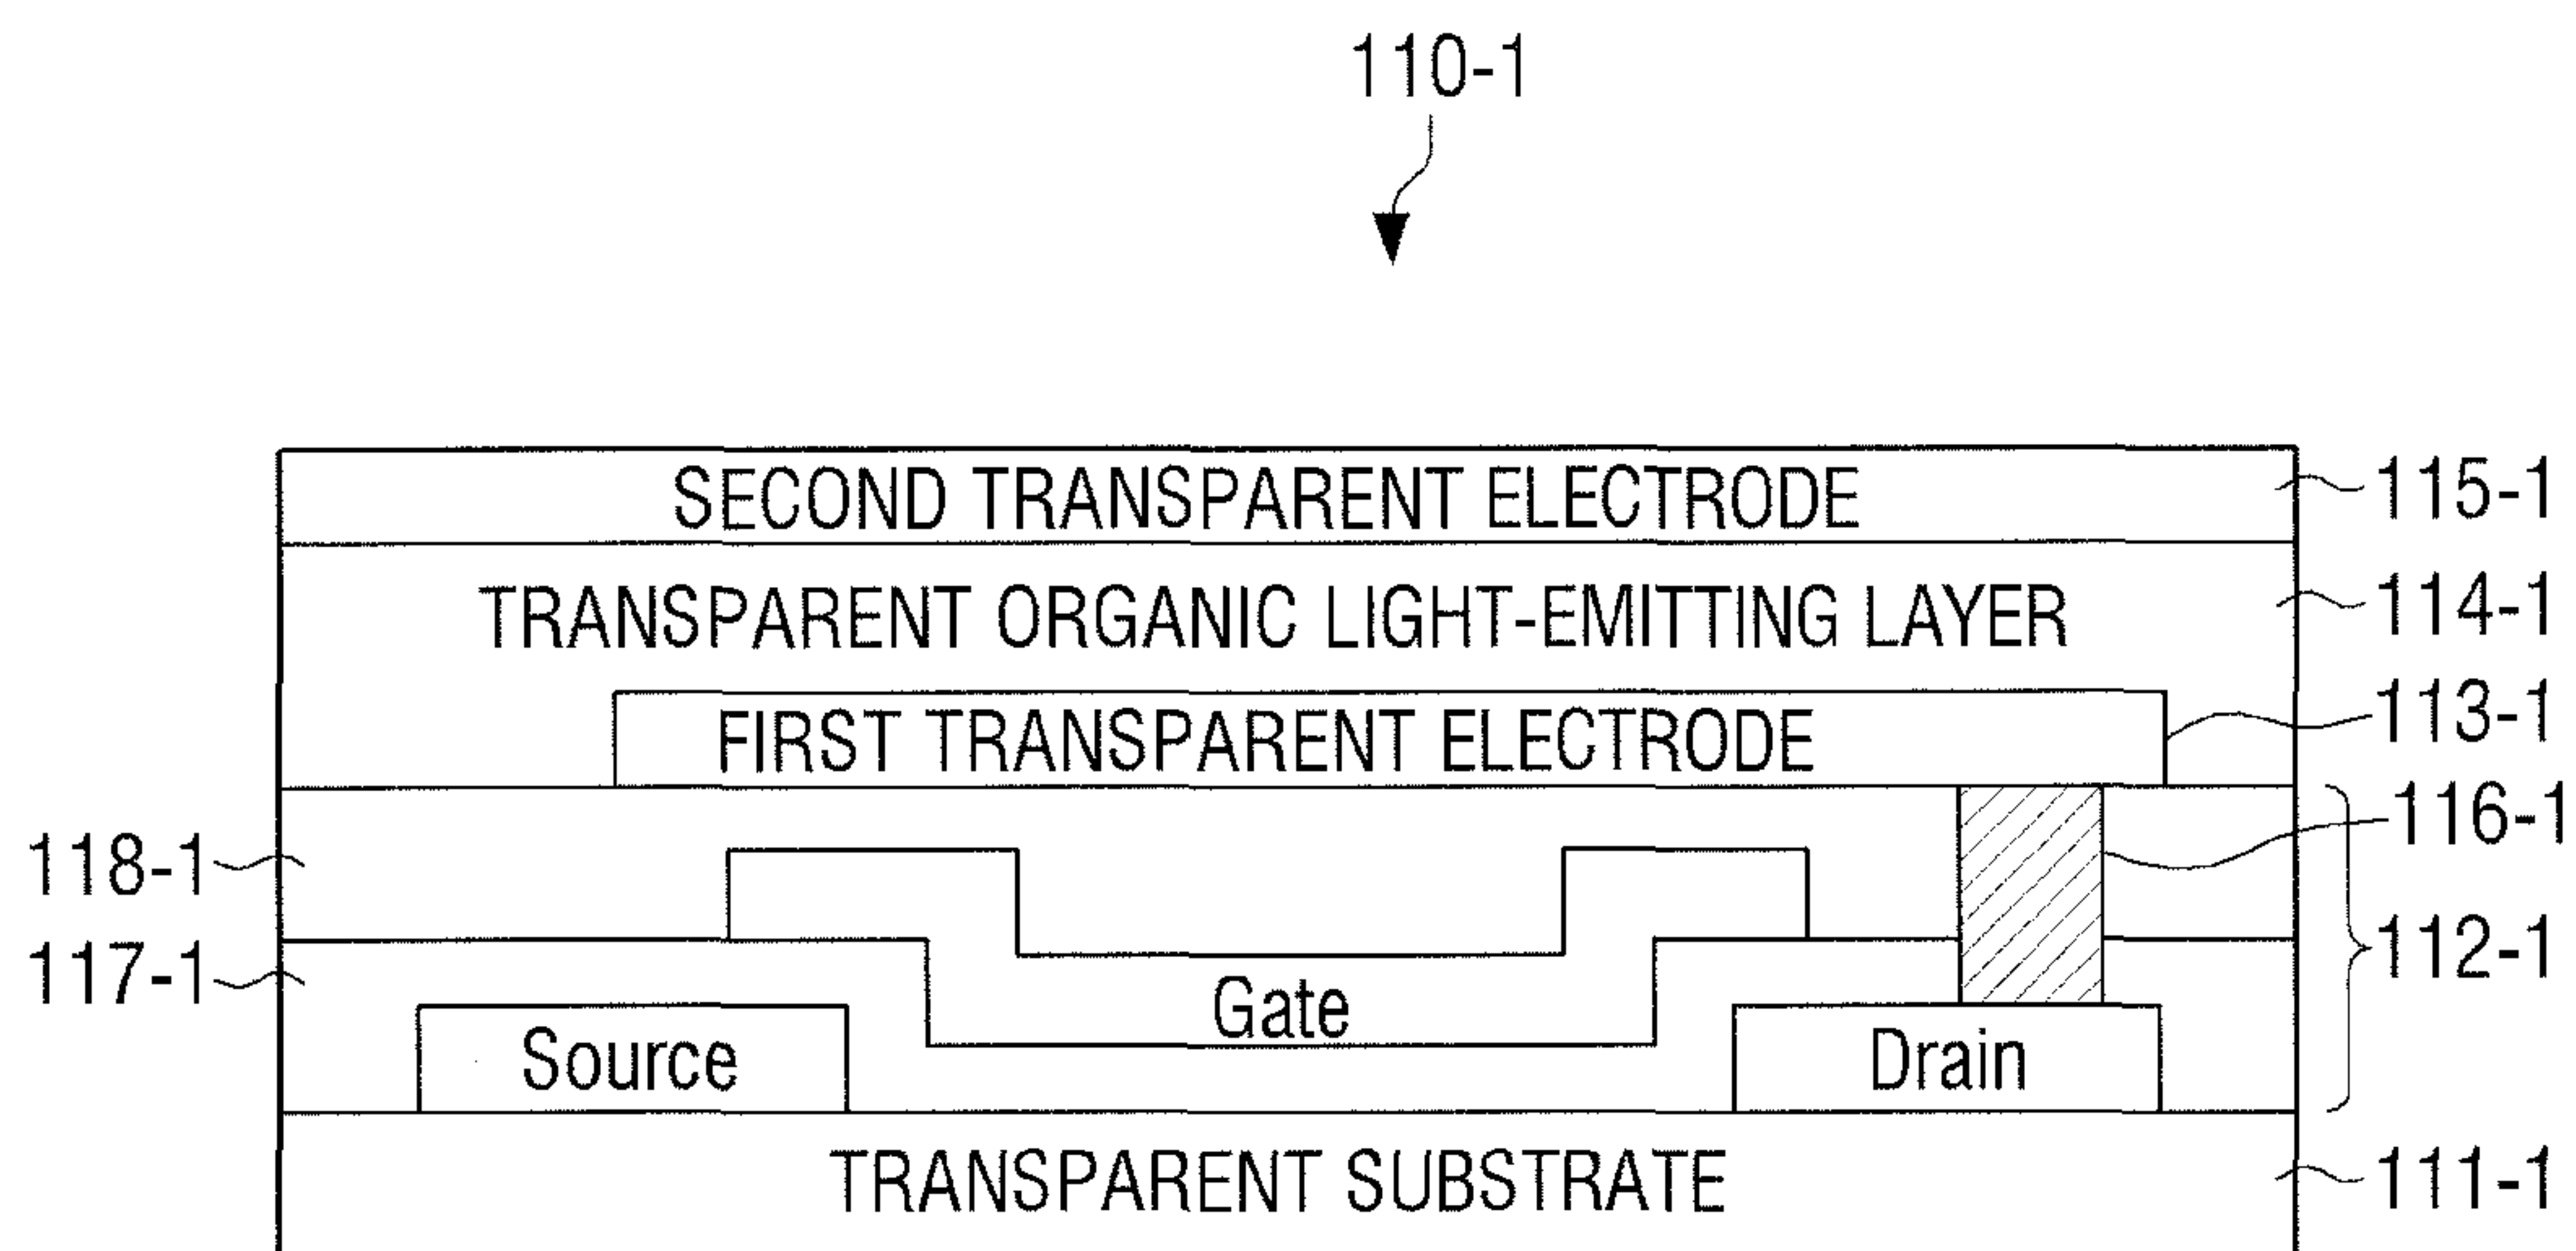 110-1
SECOND TRANSPARENT ELECTRODE
115-1
TRANSPARENT ORGANIC LIGHT-EMITTING LAYER
114-1
FIRST TRANSPARENT ELECTRODE
113-1
116-1
118-1
112-1
117-1
Gate
Source
Drain
TRANSPARENT SUBSTRATE
111-1